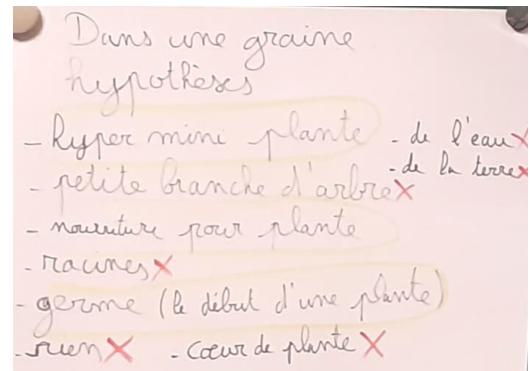 Dans une graine
hypothèses
- hyper mini plante - de l'eau X
- de la terre X
- petite branche d'arbre X
- nourriture pour plante
- racines X
- germe (le début d'une plante)
- rien X - cœur de plante X